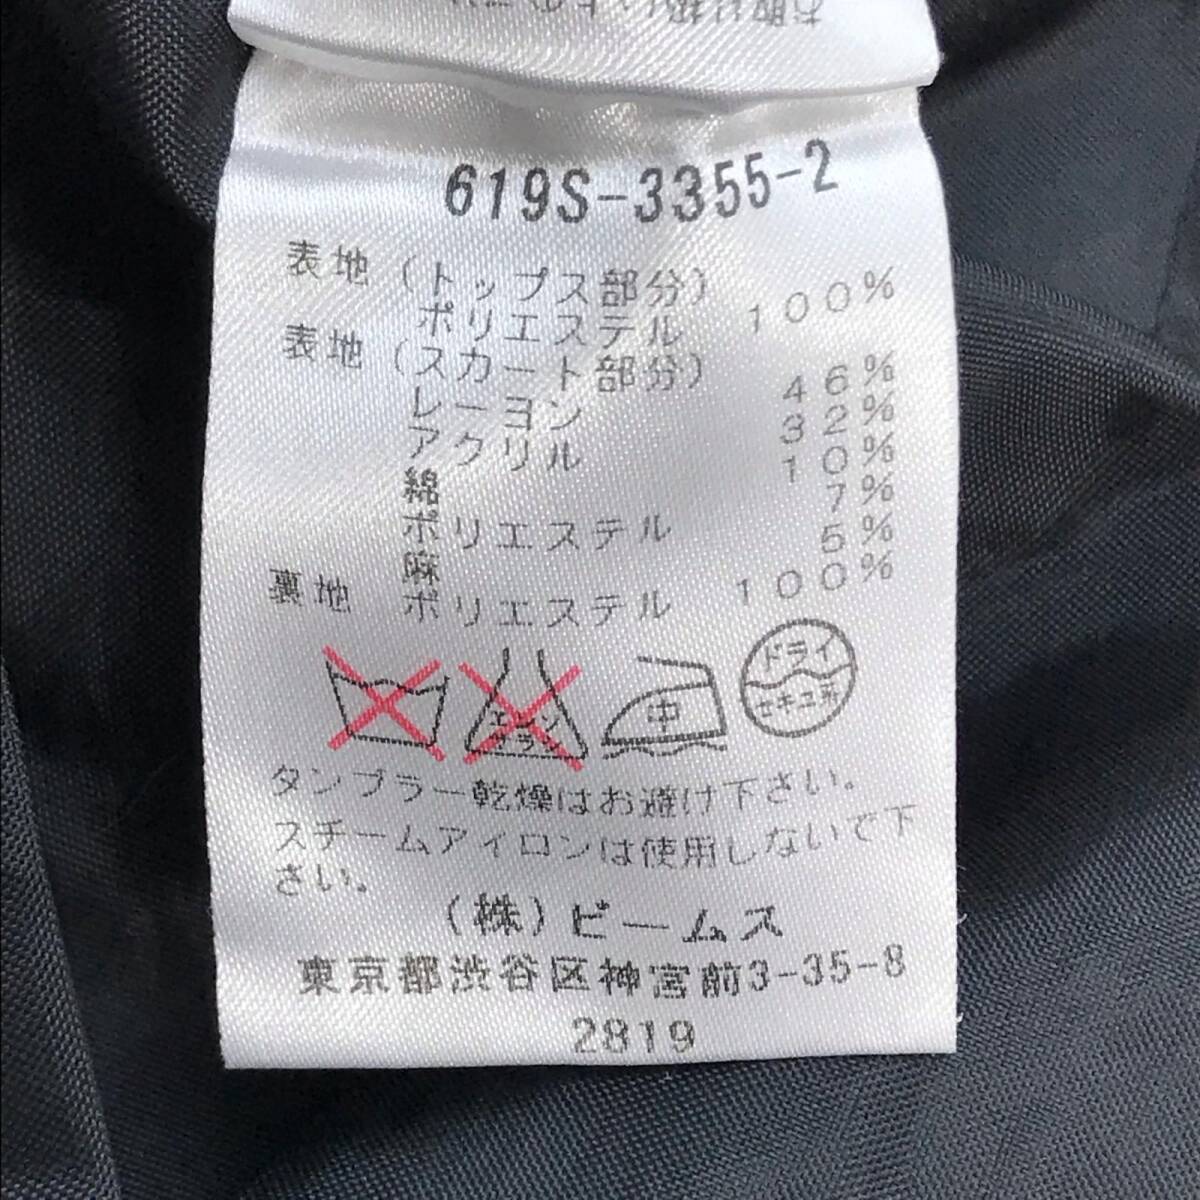 619S-3355-2
表地(トップス部分)
ポリエステル 100%
表地(スカート部分)
レーヨン 46%
アクリル 32%
綿 10%
ポリエステル 7%
麻 5%
裏地 ポリエステル 100%
エンソ
サラシ
中
ドライ
セキユ系
タンブラー乾燥はお避け下さい。
スチームアイロンは使用しないで下
さい。
(株)ビームス
東京都渋谷区神宮前3-35-8
2819